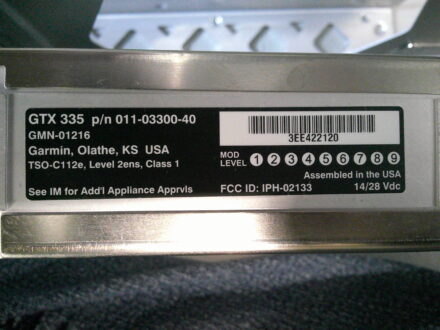 GTX 335 p/n 011-03300-40
GMN-01216
Garmin, Olathe, KS USA
TSO-C112e, Level 2ens, Class 1
See IM for Add'l Appliance Apprvls
3EE422120
MOD LEVEL 1 2 3 4 5 6 7 8 9
Assembled in the USA
FCC ID: IPH-02133 14/28 Vdc